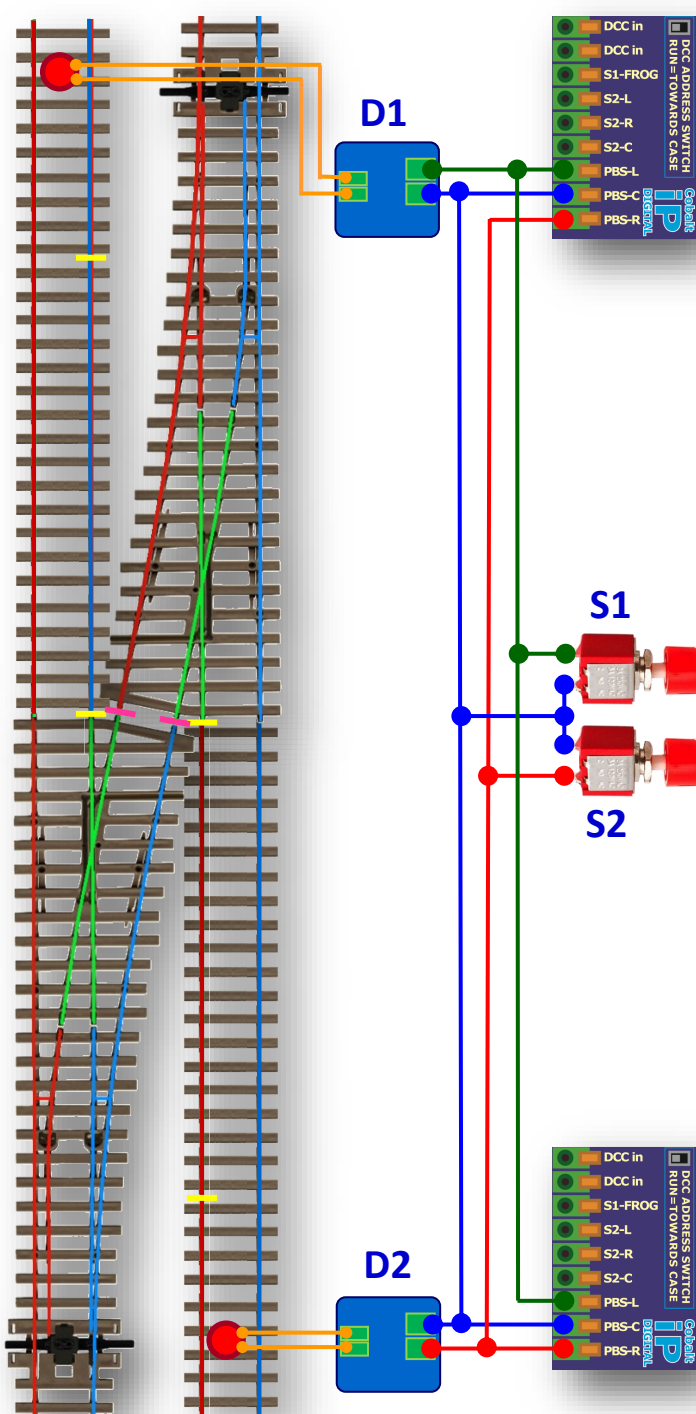 D1
DCC in
DCC in
S1-FROG
S2-L
S2-R
S2-C
PBS-L
PBS-C
PBS-R
DCC ADDRESS SWITCH
RUN=TOWARDS CASE
Cobalt
iP
DIGITAL
S1
S2
D2
DCC in
DCC in
S1-FROG
S2-L
S2-R
S2-C
PBS-L
PBS-C
PBS-R
DCC ADDRESS SWITCH
RUN=TOWARDS CASE
Cobalt
iP
DIGITAL